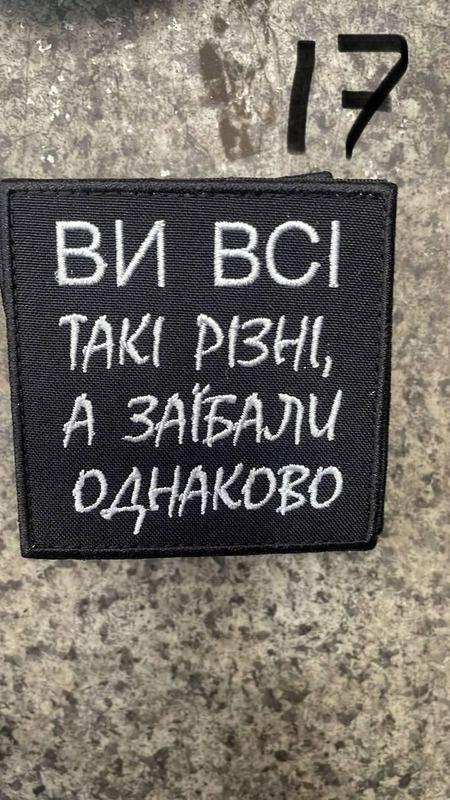 17
ВИ ВСІ
ТАКІ РІЗНІ,
А ЗАЇБАЛИ
ОДНАКОВО